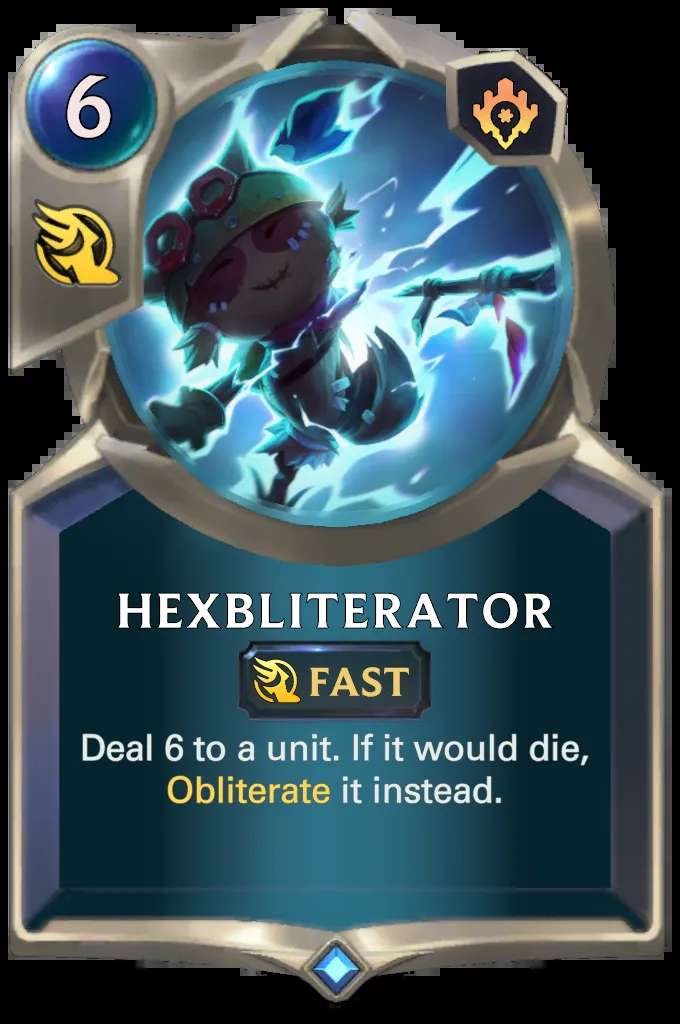 6
HEXBLITERATOR
FAST
Deal 6 to a unit. If it would die,
Obliterate it instead.